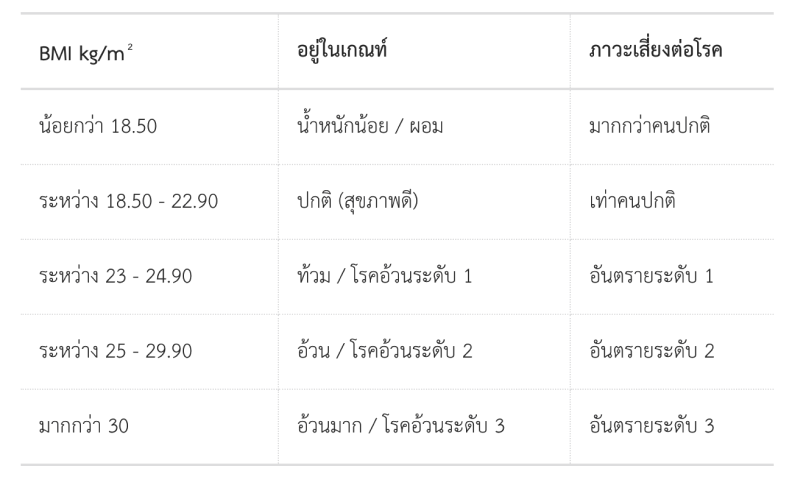 BMI kg/m² อยู่ในเกณท์ ภาวะเสี่ยงต่อโรค
น้อยกว่า 18.50 น้ำหนักน้อย / ผอม มากกว่าคนปกติ
ระหว่าง 18.50 - 22.90 ปกติ (สุขภาพดี) เท่าคนปกติ
ระหว่าง 23 - 24.90 ท้วม / โรคอ้วนระดับ 1 อันตรายระดับ 1
ระหว่าง 25 - 29.90 อ้วน / โรคอ้วนระดับ 2 อันตรายระดับ 2
มากกว่า 30 อ้วนมาก / โรคอ้วนระดับ 3 อันตรายระดับ 3